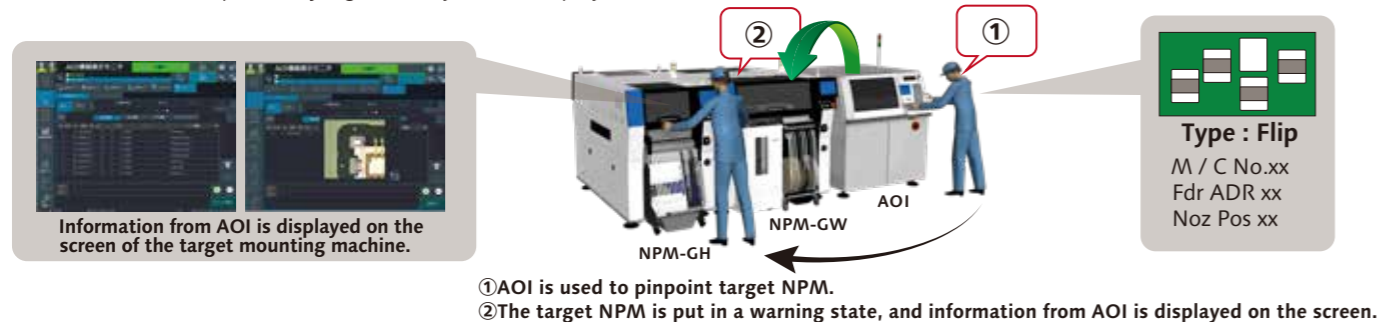 ②
①
Information from AOI is displayed on the
screen of the target mounting machine.
NPM-GH
NPM-GW
AOI
Type : Flip
M / C No.xx
Fdr ADR xx
Noz Pos xx
①AOI is used to pinpoint target NPM.
②The target NPM is put in a warning state, and information from AOI is displayed on the screen.